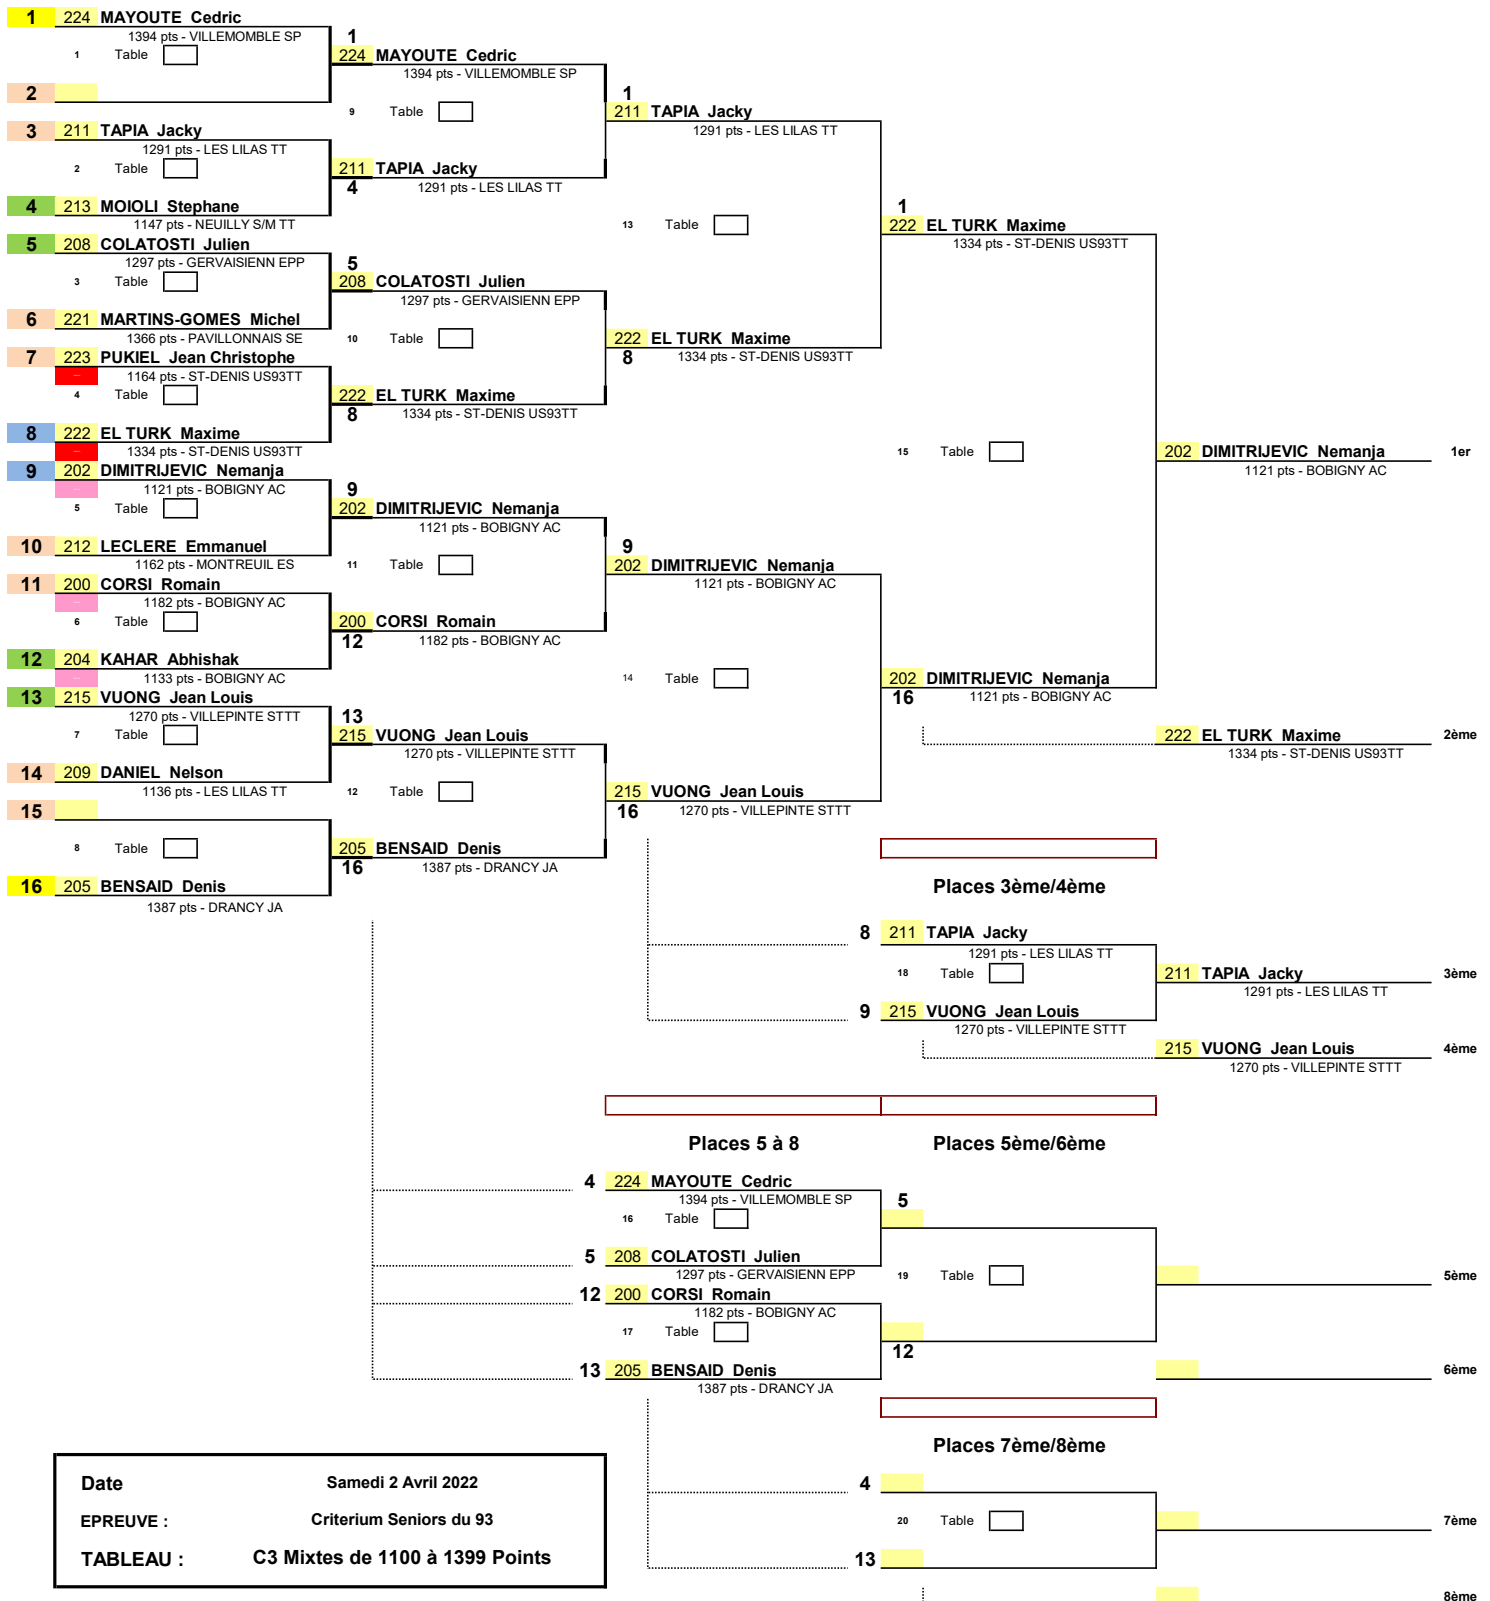 1 224 MAYOUTE Cedric
1394 pts - VILLEMOMBLE SP
1 Table
2
3 211 TAPIA Jacky
1291 pts - LES LILAS TT
2 Table
4 213 MOIOLI Stephane
1147 pts - NEUILLY S/M TT
5 208 COLATOSTI Julien
1297 pts - GERVAISIENN EPP
3 Table
6 221 MARTINS-GOMES Michel
1366 pts - PAVILLONNAIS SE
7 223 PUKIEL Jean Christophe
1164 pts - ST-DENIS US93TT
4 Table
8 222 EL TURK Maxime
1334 pts - ST-DENIS US93TT
9 202 DIMITRIJEVIC Nemanja
1121 pts - BOBIGNY AC
5 Table
10 212 LECLERE Emmanuel
1162 pts - MONTREUIL ES
11 200 CORSI Romain
1182 pts - BOBIGNY AC
6 Table
12 204 KAHAR Abhishak
1133 pts - BOBIGNY AC
13 215 VUONG Jean Louis
1270 pts - VILLEPINTE STTT
7 Table
14 209 DANIEL Nelson
1136 pts - LES LILAS TT
15
8 Table
16 205 BENSAID Denis
1387 pts - DRANCY JA
1
224 MAYOUTE Cedric
1394 pts - VILLEMOMBLE SP
9 Table
211 TAPIA Jacky
4 1291 pts - LES LILAS TT
5
208 COLATOSTI Julien
1297 pts - GERVAISIENN EPP
10 Table
222 EL TURK Maxime
8 1334 pts - ST-DENIS US93TT
9
202 DIMITRIJEVIC Nemanja
1121 pts - BOBIGNY AC
11 Table
200 CORSI Romain
12 1182 pts - BOBIGNY AC
13
215 VUONG Jean Louis
1270 pts - VILLEPINTE STTT
12 Table
205 BENSAID Denis
16 1387 pts - DRANCY JA
1
211 TAPIA Jacky
1291 pts - LES LILAS TT
13 Table
222 EL TURK Maxime
8 1334 pts - ST-DENIS US93TT
9
202 DIMITRIJEVIC Nemanja
1121 pts - BOBIGNY AC
14 Table
215 VUONG Jean Louis
16 1270 pts - VILLEPINTE STTT
1
222 EL TURK Maxime
1334 pts - ST-DENIS US93TT
15 Table
202 DIMITRIJEVIC Nemanja
16 1121 pts - BOBIGNY AC
202 DIMITRIJEVIC Nemanja 1er
1121 pts - BOBIGNY AC
222 EL TURK Maxime 2ème
1334 pts - ST-DENIS US93TT
Places 3ème/4ème
8 211 TAPIA Jacky
1291 pts - LES LILAS TT
18 Table
9 215 VUONG Jean Louis
1270 pts - VILLEPINTE STTT
211 TAPIA Jacky 3ème
1291 pts - LES LILAS TT
215 VUONG Jean Louis 4ème
1270 pts - VILLEPINTE STTT
Places 5 à 8
4 224 MAYOUTE Cedric
1394 pts - VILLEMOMBLE SP
16 Table
5 208 COLATOSTI Julien
1297 pts - GERVAISIENN EPP
12 200 CORSI Romain
1182 pts - BOBIGNY AC
17 Table
13 205 BENSAID Denis
1387 pts - DRANCY JA
Places 5ème/6ème
5
19 Table
12
5ème
6ème
Places 7ème/8ème
4
20 Table
13
7ème
8ème
Date Samedi 2 Avril 2022
EPREUVE : Criterium Seniors du 93
TABLEAU : C3 Mixtes de 1100 à 1399 Points